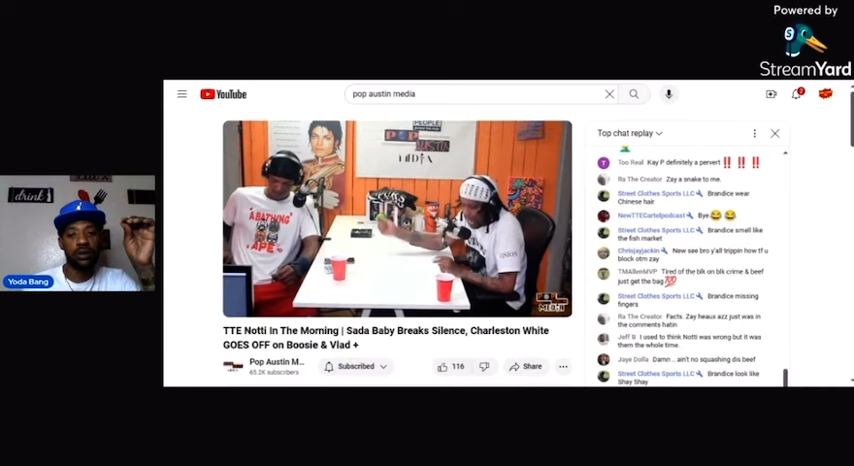 Powered by
StreamYard
YouTube
pop austin media
Top chat replay
Too Real Kay P definitely a pervert ‼️ ‼️ ‼️
Ra The Creator Zay a snake to me.
Street Clothes Sports LLC Brandice wear
Chinese hair
NewTTECartelpodcast Bye😂😂
Street Clothes Sports LLC Brandice smell like
the fish market
Chrisjayjackin New see bro y'all trippin how tf u
block otm zay
TMAllenMVP Tired of the blk on blk crime & beef
just get the bag💯
Street Clothes Sports LLC Brandice missing
fingers
Ra The Creator Facts. Zay heaux azz just was in
the comments hatin
Jeff B I used to think Notti was wrong but it was
them the whole time.
Jaye Dolla Damn .. ain't no squashing dis beef
Street Clothes Sports LLC Brandice look like
Shay Shay
drink
Yoda Bang
POP
AUSTIN
MEDIA
A BATHING
APE
POP
MEDIA
TTE Notti In The Morning | Sada Baby Breaks Silence, Charleston White
GOES OFF on Boosie & Vlad +
Pop Austin M...
65.2K subscribers
Subscribed
116
Share